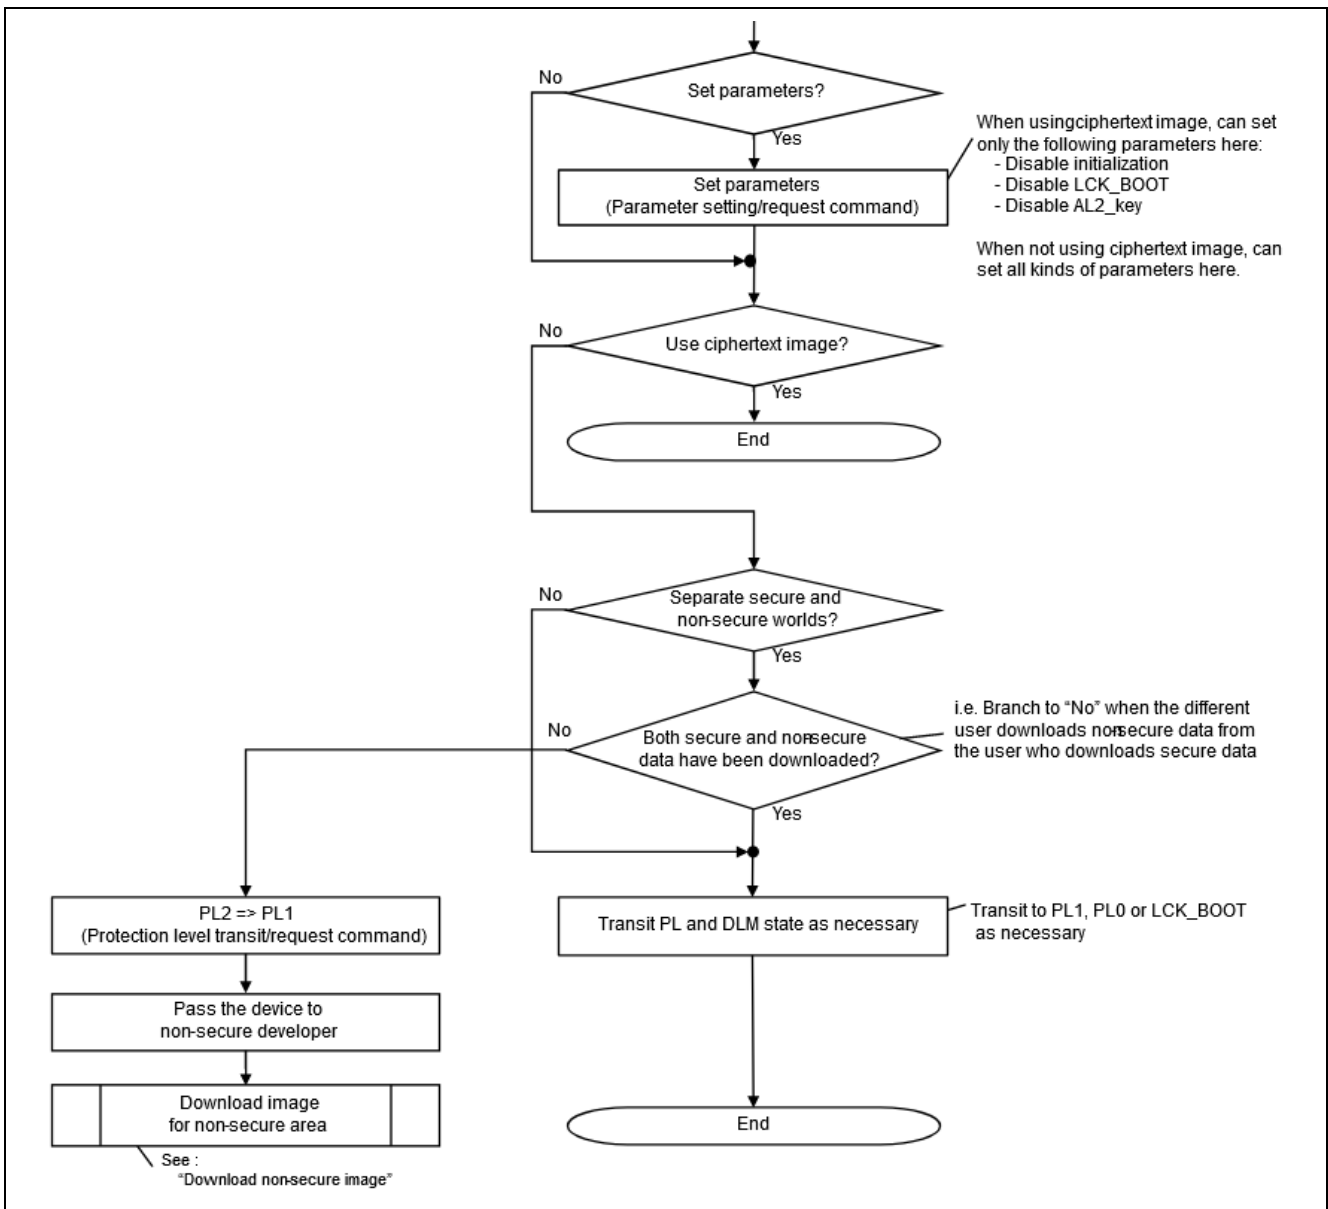 No
Set parameters?
Yes
When usingciphertext image, can set
only the following parameters here:
- Disable initialization
- Disable LCK_BOOT
- Disable AL2_key
Set parameters
(Parameter setting/request command)
When not using ciphertext image, can
set all kinds of parameters here.
No
Use ciphertext image?
Yes
End
No
Separate secure and
non-secure worlds?
Yes
i.e. Branch to “No” when the different
user downloads non-secure data from
the user who downloads secure data
No
Both secure and non-secure
data have been downloaded?
Yes
PL2 => PL1
(Protection level transit/request command)
Transit PL and DLM state as necessary
Transit to PL1, PL0 or LCK_BOOT
as necessary
Pass the device to
non-secure developer
Download image
for non-secure area
End
See :
“Download non-secure image”